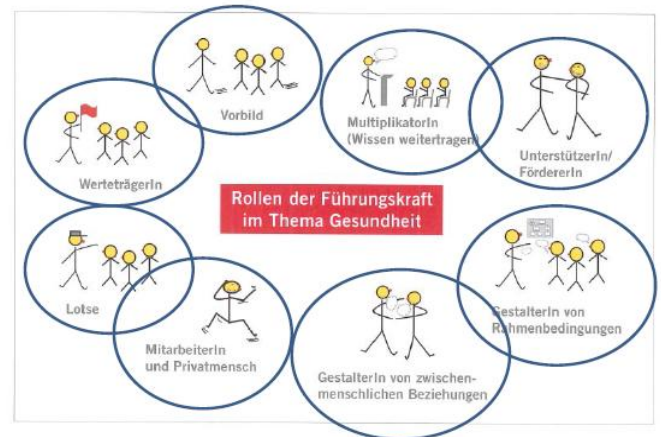 Vorbild
MultiplikatorIn
(Wissen weitertragen)
UnterstützerIn/
FördererIn
WerteträgerIn
Rollen der Führungskraft
im Thema Gesundheit
Lotse
GestalterIn von
Rahmenbedingungen
MitarbeiterIn
und Privatmensch
GestalterIn von zwischen-
menschlichen Beziehungen